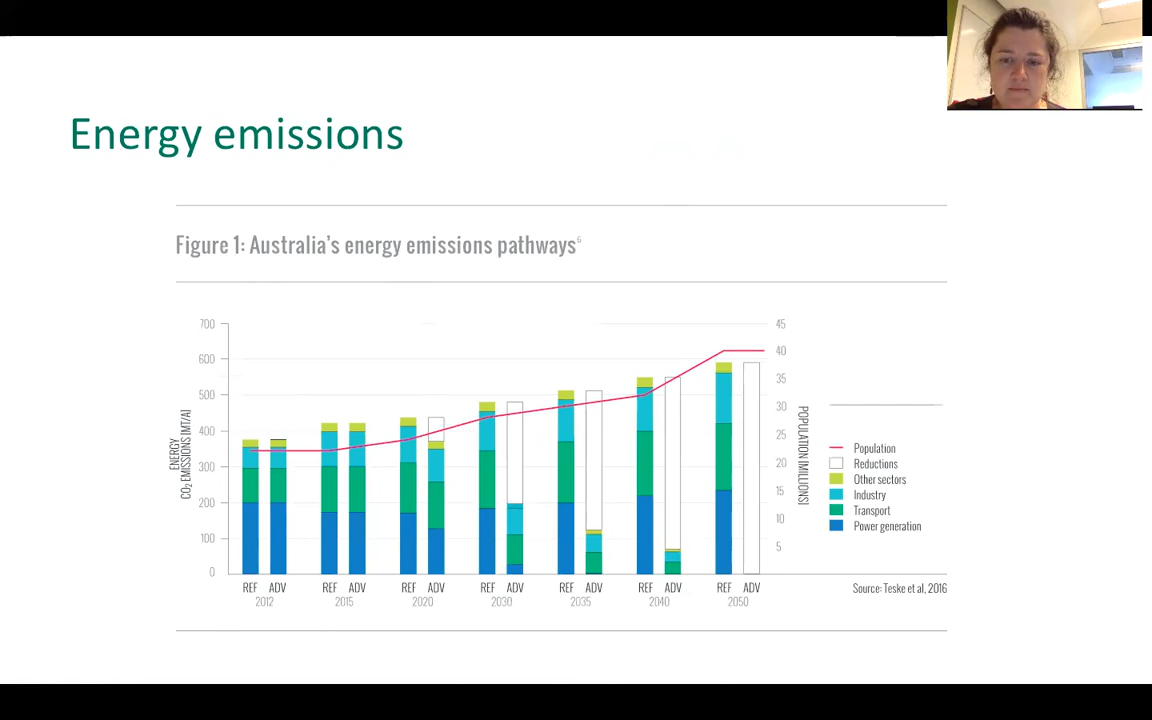 Energy emissions
Figure 1: Australia's energy emissions pathways6
700
600
500
400
300
200
100
0
ENERGY
CO2 EMISSIONS [MT/A]
45
40
35
30
25
20
15
10
5
POPULATION [MILLIONS]
REF ADV REF ADV REF ADV REF ADV REF ADV REF ADV REF ADV
2012 2015 2020 2030 2035 2040 2050
Population
Reductions
Other sectors
Industry
Transport
Power generation
Source: Teske et al, 2016